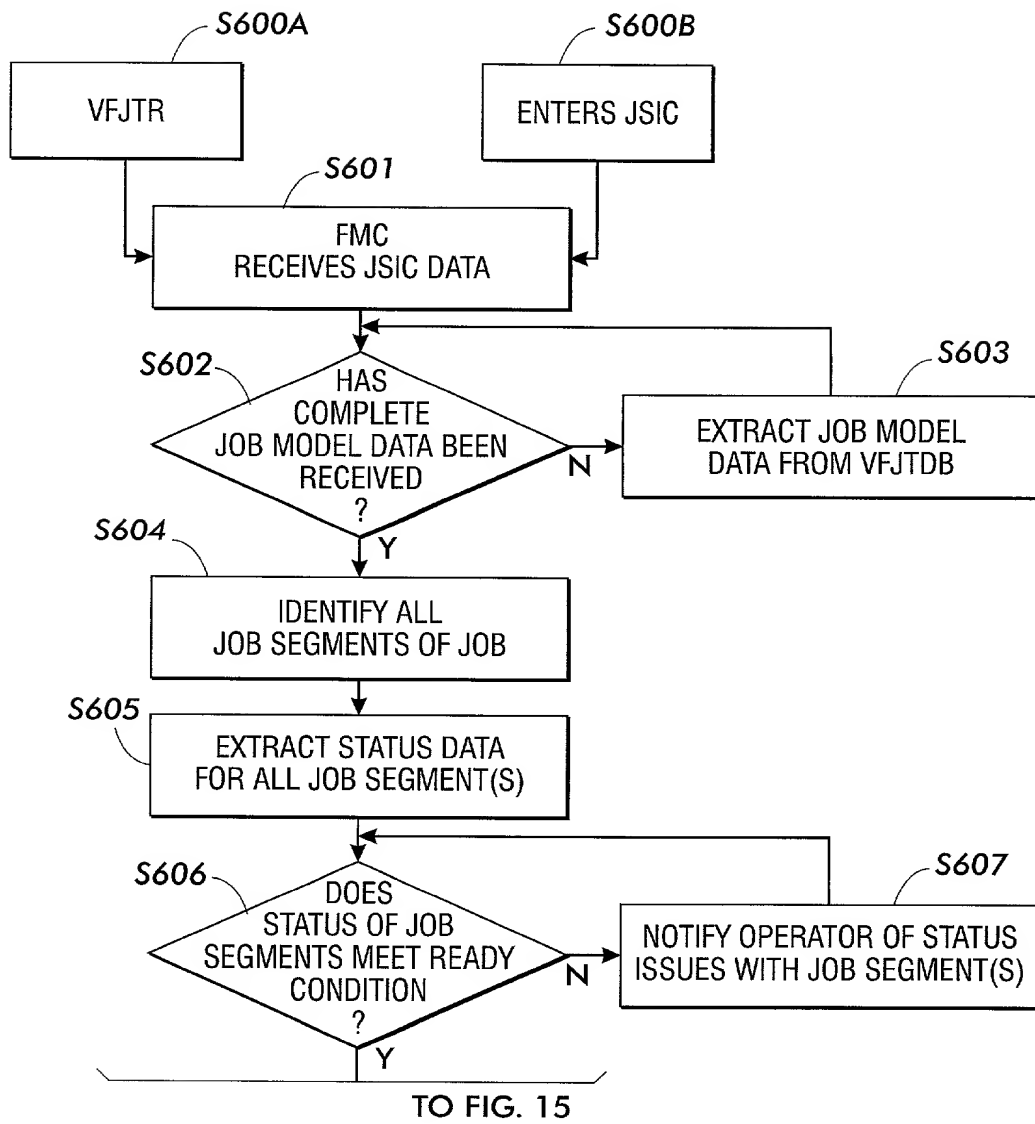 S600A
S600B
VFJTR
ENTERS JSIC
S601
FMC
RECEIVES JSIC DATA
S602
HAS
COMPLETE
JOB MODEL DATA BEEN
RECEIVED
?
N
Y
S603
EXTRACT JOB MODEL
DATA FROM VFJTDB
S604
IDENTIFY ALL
JOB SEGMENTS OF JOB
S605
EXTRACT STATUS DATA
FOR ALL JOB SEGMENT(S)
S606
DOES
STATUS OF JOB
SEGMENTS MEET READY
CONDITION
?
N
Y
S607
NOTIFY OPERATOR OF STATUS
ISSUES WITH JOB SEGMENT(S)
TO FIG. 15